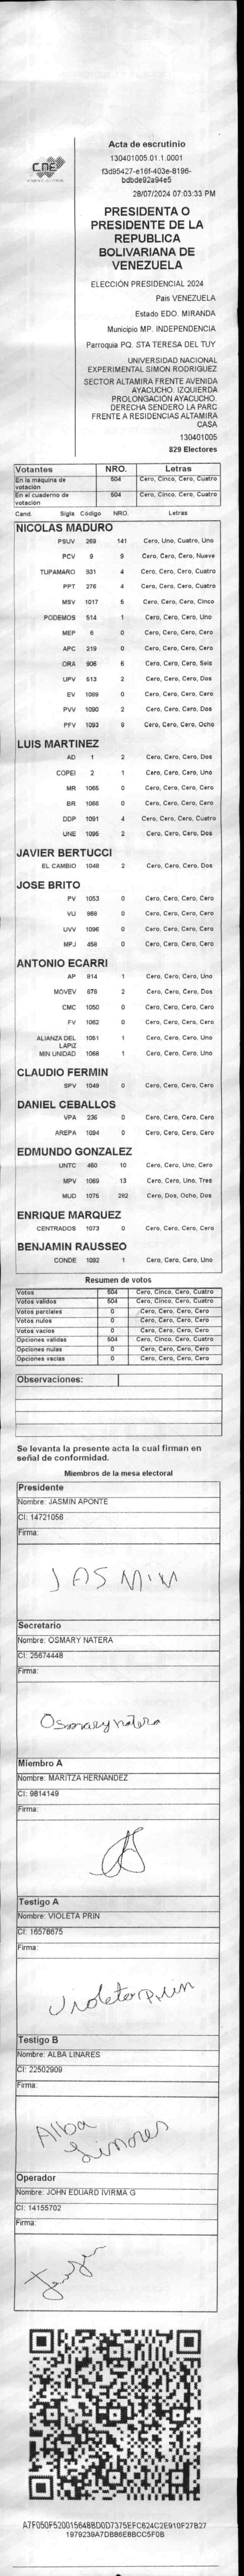 CNE
Acta de escrutinio
130401005.01.1.0001
f3d95427-e16f-403e-8196-
bdbde92a94e5
28/07/2024 07:03:33 PM
PRESIDENTA O
PRESIDENTE DE LA
REPUBLICA
BOLIVARIANA DE
VENEZUELA
ELECCIÓN PRESIDENCIAL 2024
Pais VENEZUELA
Estado EDO. MIRANDA
Municipio MP. INDEPENDENCIA
Parroquia PQ. STA TERESA DEL TUY
UNIVERSIDAD NACIONAL
EXPERIMENTAL SIMON RODRIGUEZ
SECTOR ALTAMIRA FRENTE AVENIDA
AYACUCHO. IZQUIERDA
PROLONGACIÓN AYACUCHO.
DERECHA SENDERO LA PARC
FRENTE A RESIDENCIAS ALTAMIRA
CASA
130401005
829 Electores
Votantes NRO. Letras
En la máquina de votación 504 Cero, Cinco, Cero, Cuatro
En el cuaderno de votación 504 Cero, Cinco, Cero, Cuatro
Cand. Sigla Código NRO. Letras
NICOLAS MADURO
PSUV 269 141 Cero, Uno, Cuatro, Uno
PCV 9 9 Cero, Cero, Cero, Nueve
TUPAMARO 931 4 Cero, Cero, Cero, Cuatro
PPT 276 4 Cero, Cero, Cero, Cuatro
MSV 1017 5 Cero, Cero, Cero, Cinco
PODEMOS 514 1 Cero, Cero, Cero, Uno
MEP 6 0 Cero, Cero, Cero, Cero
APC 219 0 Cero, Cero, Cero, Cero
ORA 906 6 Cero, Cero, Cero, Seis
UPV 513 2 Cero, Cero, Cero, Dos
EV 1089 0 Cero, Cero, Cero, Cero
PVV 1090 2 Cero, Cero, Cero, Dos
PFV 1093 8 Cero, Cero, Cero, Ocho
LUIS MARTINEZ
AD 1 2 Cero, Cero, Cero, Dos
COPEI 2 1 Cero, Cero, Cero, Uno
MR 1065 0 Cero, Cero, Cero, Cero
BR 1066 0 Cero, Cero, Cero, Cero
DDP 1091 4 Cero, Cero, Cero, Cuatro
UNE 1095 2 Cero, Cero, Cero, Dos
JAVIER BERTUCCI
EL CAMBIO 1048 2 Cero, Cero, Cero, Dos
JOSE BRITO
PV 1053 0 Cero, Cero, Cero, Cero
VU 988 0 Cero, Cero, Cero, Cero
UVV 1096 0 Cero, Cero, Cero, Cero
MPJ 458 0 Cero, Cero, Cero, Cero
ANTONIO ECARRI
AP 814 1 Cero, Cero, Cero, Uno
MOVEV 878 2 Cero, Cero, Cero, Dos
CMC 1050 0 Cero, Cero, Cero, Cero
FV 1062 0 Cero, Cero, Cero, Cero
ALIANZA DEL LAPIZ 1051 1 Cero, Cero, Cero, Uno
MIN UNIDAD 1068 1 Cero, Cero, Cero, Uno
CLAUDIO FERMIN
SPV 1049 0 Cero, Cero, Cero, Cero
DANIEL CEBALLOS
VPA 236 0 Cero, Cero, Cero, Cero
AREPA 1094 0 Cero, Cero, Cero, Cero
EDMUNDO GONZALEZ
UNTC 460 10 Cero, Cero, Uno, Cero
MPV 1069 13 Cero, Cero, Uno, Tres
MUD 1075 282 Cero, Dos, Ocho, Dos
ENRIQUE MARQUEZ
CENTRADOS 1073 0 Cero, Cero, Cero, Cero
BENJAMIN RAUSSEO
CONDE 1092 1 Cero, Cero, Cero, Uno
Resumen de votos
Votos 504 Cero, Cinco, Cero, Cuatro
Votos validos 504 Cero, Cinco, Cero, Cuatro
Votos parciales 0 Cero, Cero, Cero, Cero
Votos nulos 0 Cero, Cero, Cero, Cero
Votos vacios 0 Cero, Cero, Cero, Cero
Opciones validas 504 Cero, Cinco, Cero, Cuatro
Opciones nulas 0 Cero, Cero, Cero, Cero
Opciones vacias 0 Cero, Cero, Cero, Cero
Observaciones:
Se levanta la presente acta la cual firman en
señal de conformidad.
Miembros de la mesa electoral
Presidente
Nombre: JASMIN APONTE
CI: 14721056
Firma:
JASMIN
Secretario
Nombre: OSMARY NATERA
CI: 25674448
Firma:
Osmary natera
Miembro A
Nombre: MARITZA HERNANDEZ
CI: 9814149
Firma:
Testigo A
Nombre: VIOLETA PRIN
CI: 16578675
Firma:
Violeta Prin
Testigo B
Nombre: ALBA LINARES
CI: 22502909
Firma:
Alba
Linares
Operador
Nombre: JOHN EDUARD IVIRMA G
CI: 14155702
Firma:
A7F050F520015648BD0D7375EFC624C2E910F27B27
1979239A7DB86E8BCC5F0B